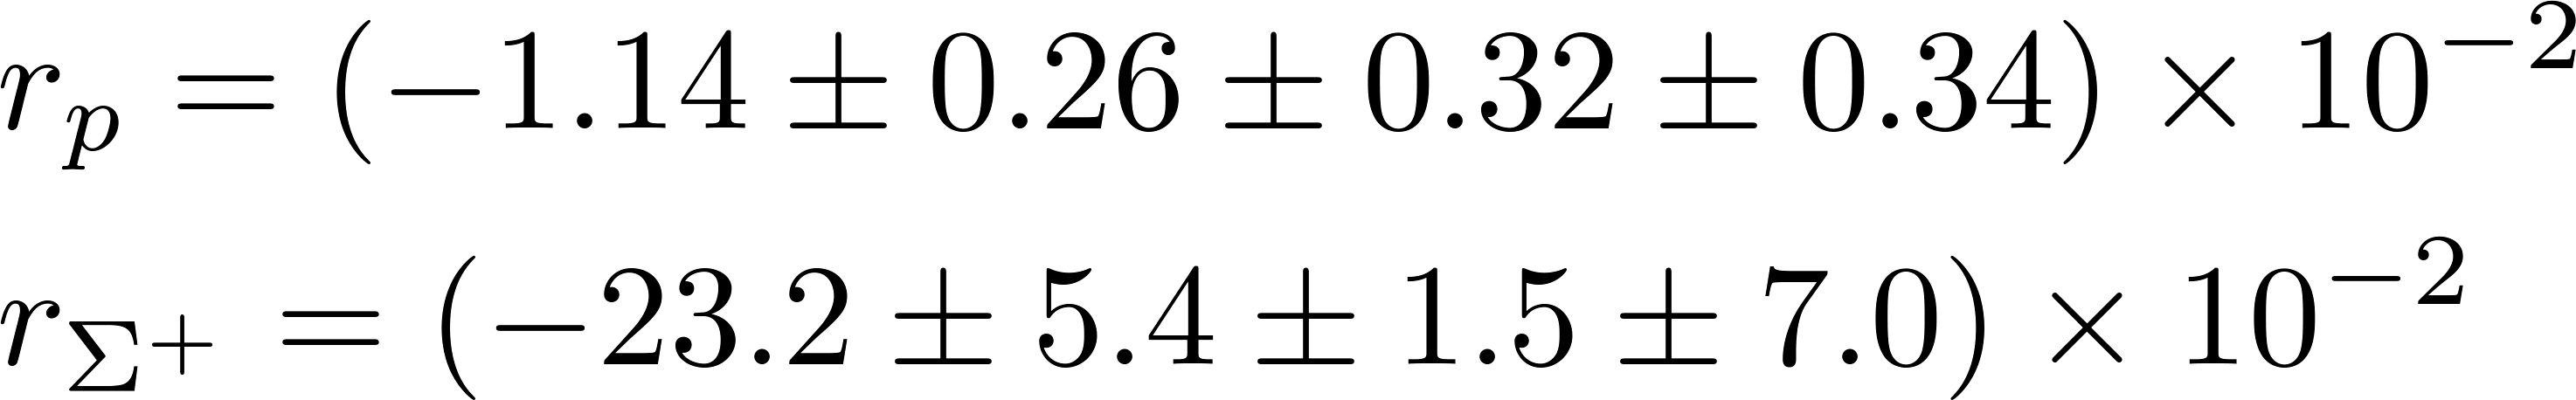 r_p = (−1.14 ± 0.26 ± 0.32 ± 0.34) × 10^{−2}
r_{Σ^+} = (−23.2 ± 5.4 ± 1.5 ± 7.0) × 10^{−2}